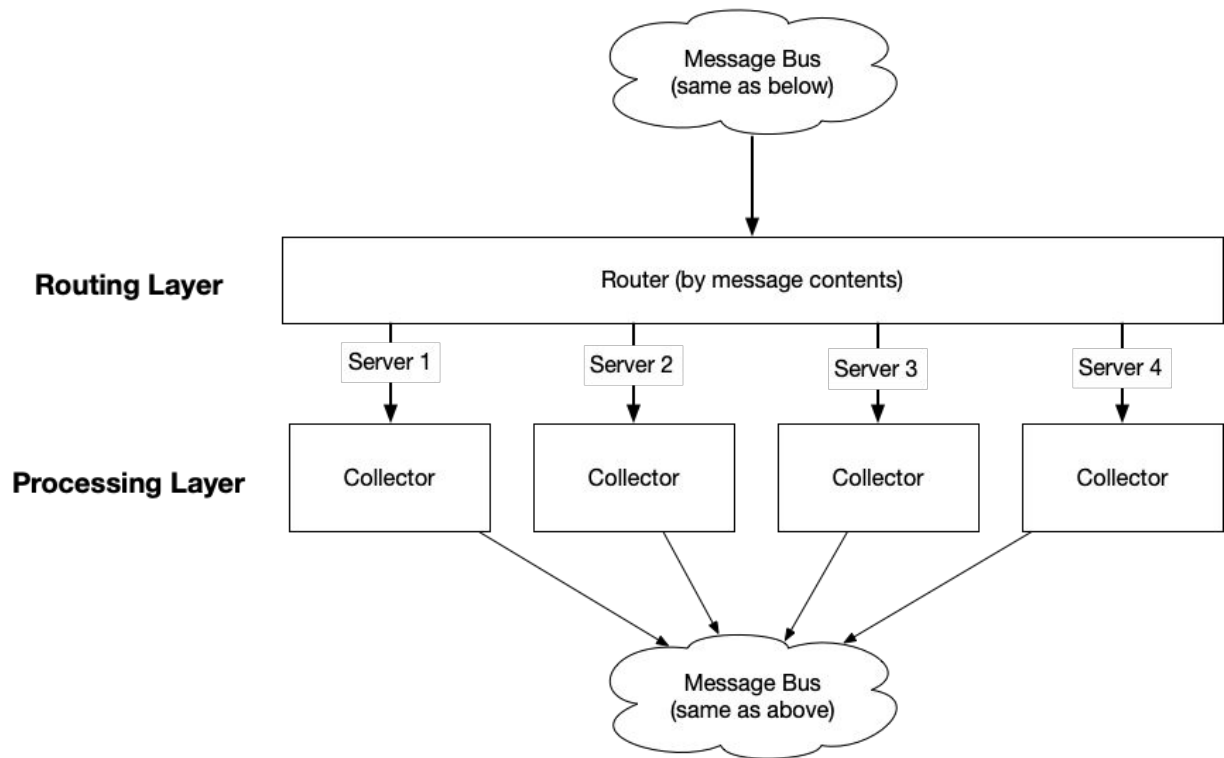 Message Bus
(same as below)
Routing Layer
Router (by message contents)
Server 1
Server 2
Server 3
Server 4
Processing Layer
Collector
Collector
Collector
Collector
Message Bus
(same as above)